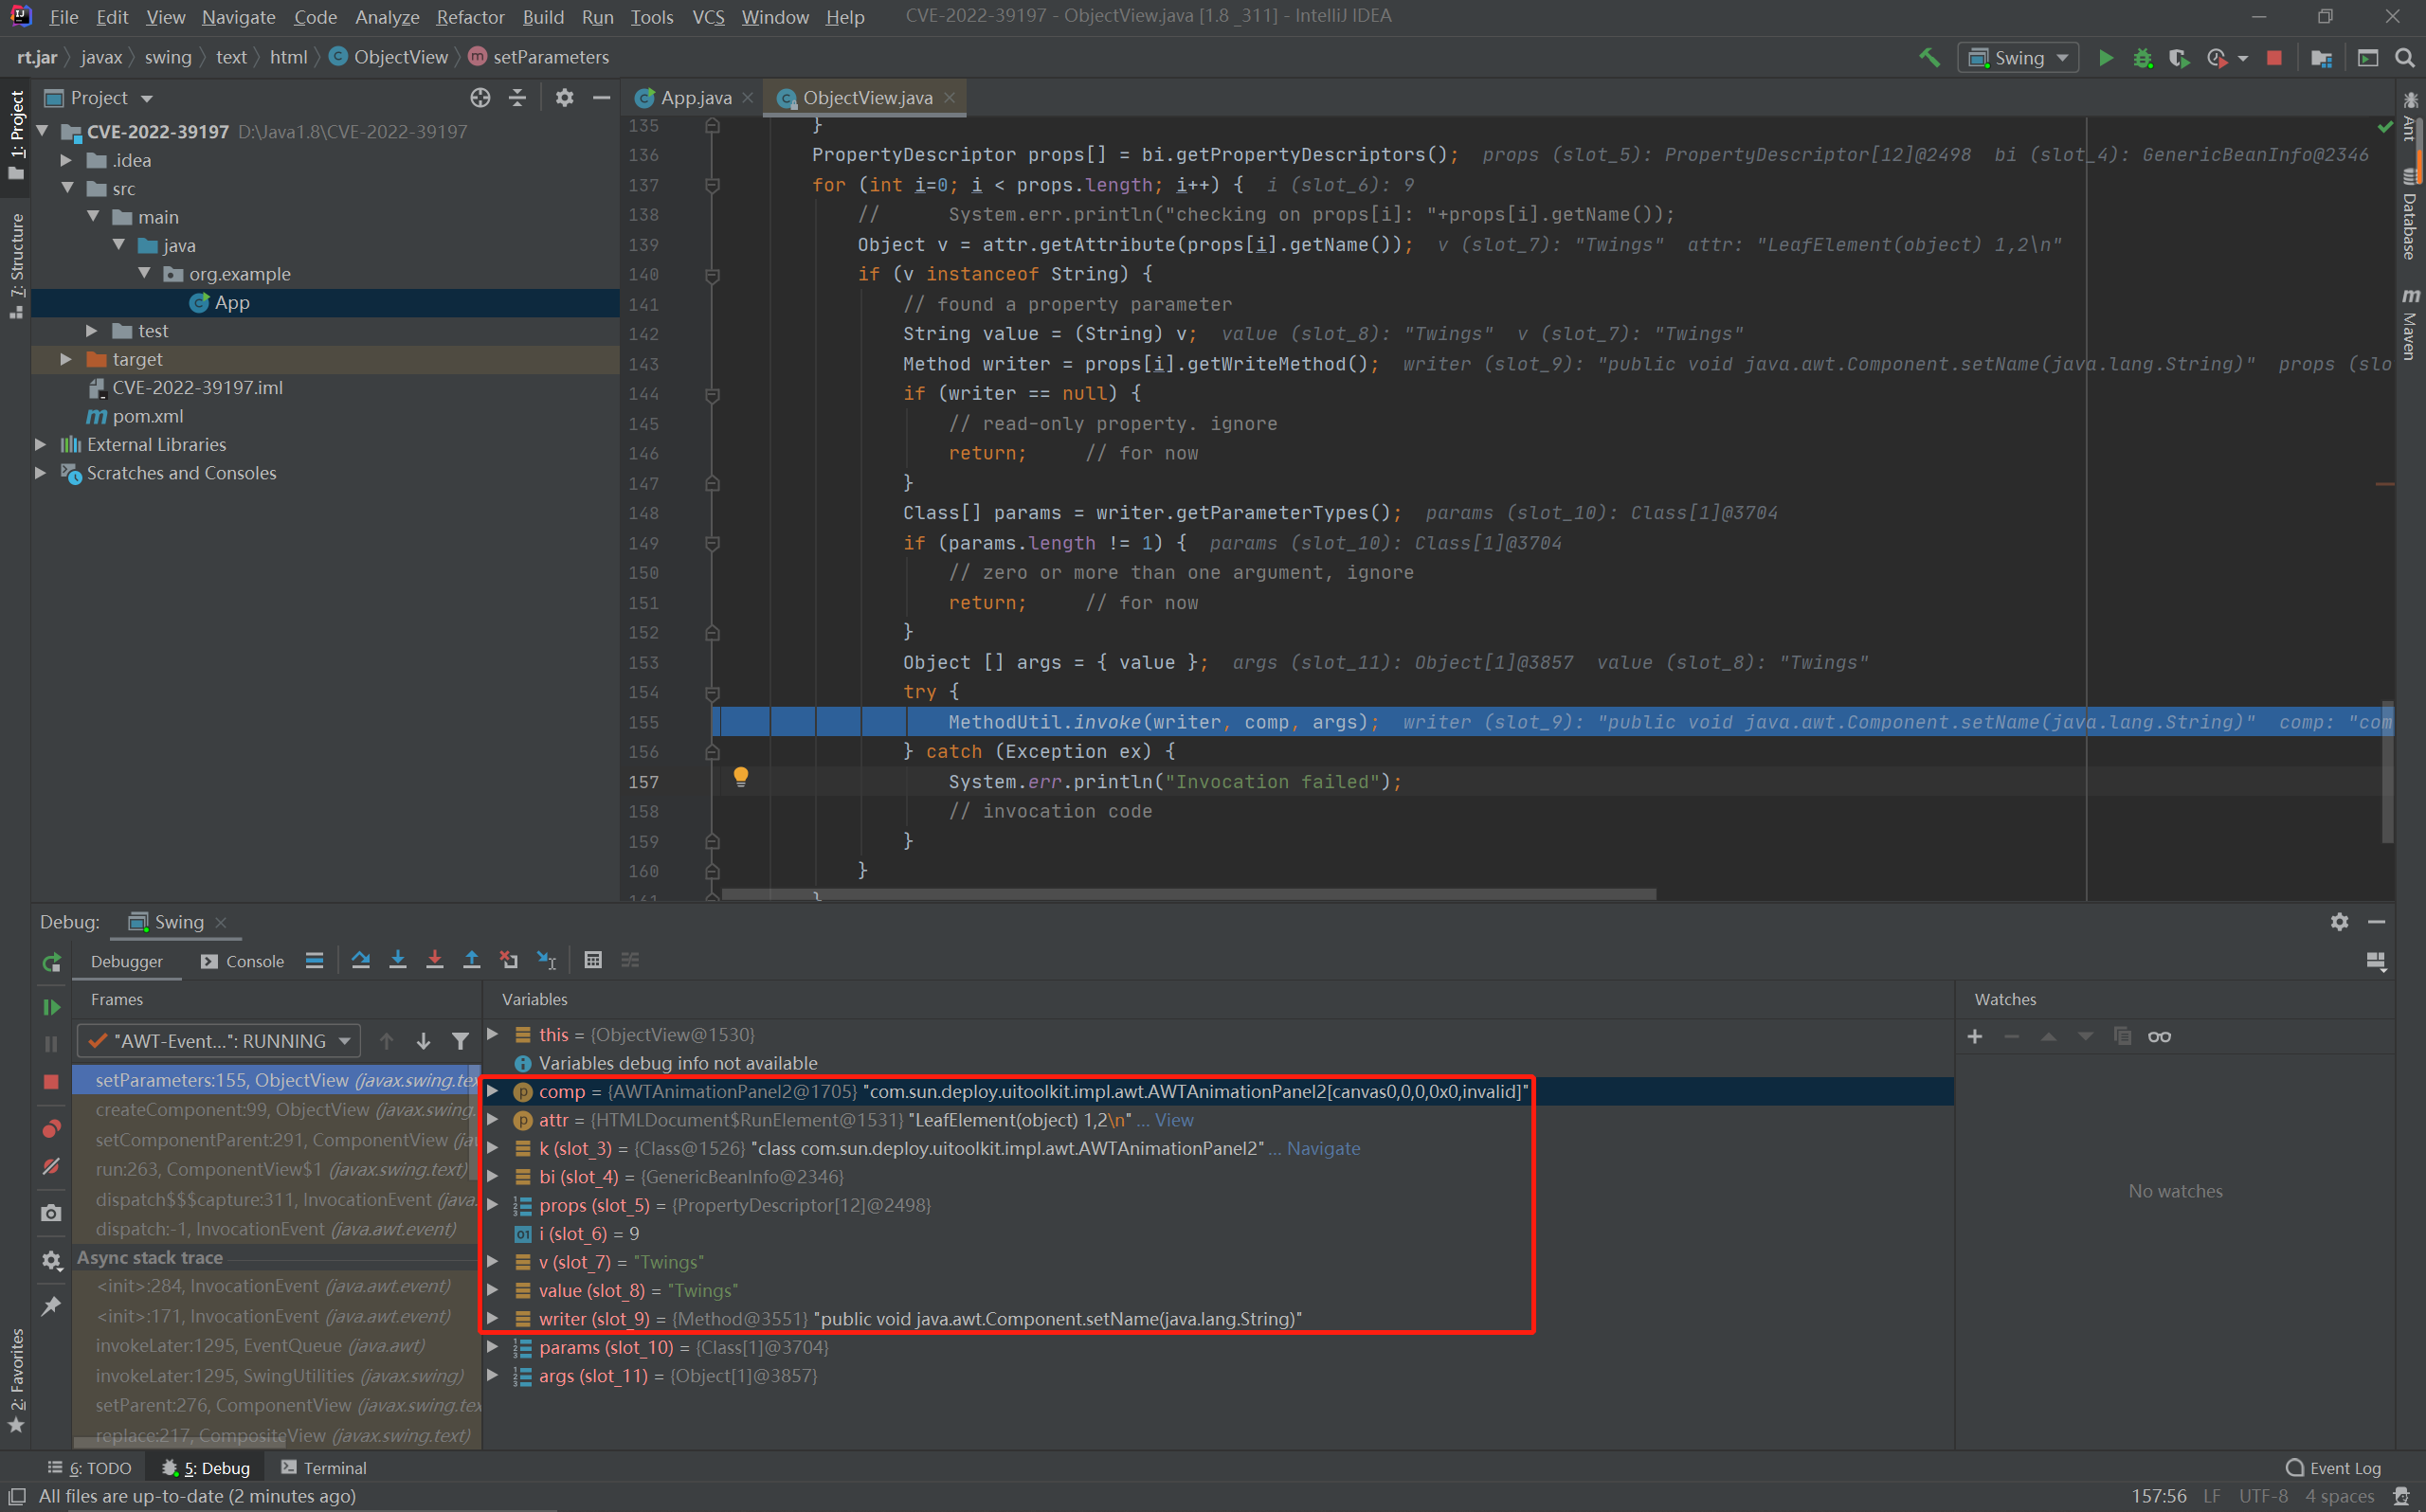 File Edit View Navigate Code Analyze Refactor Build Run Tools VCS Window Help CVE-2022-39197 - ObjectView.java [1.8 _311] - IntelliJ IDEA
rt.jar javax swing text html ObjectView setParameters Swing
1: Project
7: Structure
2: Favorites
Project
CVE-2022-39197 D:\Java1.8\CVE-2022-39197
.idea
src
main
java
org.example
App
test
target
CVE-2022-39197.iml
pom.xml
External Libraries
Scratches and Consoles
App.java ObjectView.java
135 }
136 PropertyDescriptor props[] = bi.getPropertyDescriptors(); props (slot_5): PropertyDescriptor[12]@2498 bi (slot_4): GenericBeanInfo@2346
137 for (int i=0; i < props.length; i++) { i (slot_6): 9
138 // System.err.println("checking on props[i]: "+props[i].getName());
139 Object v = attr.getAttribute(props[i].getName()); v (slot_7): "Twings" attr: "LeafElement(object) 1,2\n"
140 if (v instanceof String) {
141 // found a property parameter
142 String value = (String) v; value (slot_8): "Twings" v (slot_7): "Twings"
143 Method writer = props[i].getWriteMethod(); writer (slot_9): "public void java.awt.Component.setName(java.lang.String)" props (slo
144 if (writer == null) {
145 // read-only property. ignore
146 return; // for now
147 }
148 Class[] params = writer.getParameterTypes(); params (slot_10): Class[1]@3704
149 if (params.length != 1) { params (slot_10): Class[1]@3704
150 // zero or more than one argument, ignore
151 return; // for now
152 }
153 Object [] args = { value }; args (slot_11): Object[1]@3857 value (slot_8): "Twings"
154 try {
155 MethodUtil.invoke(writer, comp, args); writer (slot_9): "public void java.awt.Component.setName(java.lang.String)" comp: "com
156 } catch (Exception ex) {
157 System.err.println("Invocation failed");
158 // invocation code
159 }
160 }
161 }
Ant
Database
Maven
Debug: Swing
Debugger Console
Frames
"AWT-Event...": RUNNING
setParameters:155, ObjectView (javax.swing.tex
createComponent:99, ObjectView (javax.swing.
setComponentParent:291, ComponentView (jav
run:263, ComponentView$1 (javax.swing.text)
dispatch$$$capture:311, InvocationEvent (java.
dispatch:-1, InvocationEvent (java.awt.event)
Async stack trace
<init>:284, InvocationEvent (java.awt.event)
<init>:171, InvocationEvent (java.awt.event)
invokeLater:1295, EventQueue (java.awt)
invokeLater:1295, SwingUtilities (javax.swing)
setParent:276, ComponentView (javax.swing.tex
replace:217, CompositeView (javax.swing.text)
Variables
this = {ObjectView@1530}
Variables debug info not available
comp = {AWTAnimationPanel2@1705} "com.sun.deploy.uitoolkit.impl.awt.AWTAnimationPanel2[canvas0,0,0,0x0,invalid]"
attr = {HTMLDocument$RunElement@1531} "LeafElement(object) 1,2\n" ... View
k (slot_3) = {Class@1526} "class com.sun.deploy.uitoolkit.impl.awt.AWTAnimationPanel2" ... Navigate
bi (slot_4) = {GenericBeanInfo@2346}
props (slot_5) = {PropertyDescriptor[12]@2498}
i (slot_6) = 9
v (slot_7) = "Twings"
value (slot_8) = "Twings"
writer (slot_9) = {Method@3551} "public void java.awt.Component.setName(java.lang.String)"
params (slot_10) = {Class[1]@3704}
args (slot_11) = {Object[1]@3857}
Watches
No watches
6: TODO 5: Debug Terminal Event Log
All files are up-to-date (2 minutes ago) 157:56 LF UTF-8 4 spaces